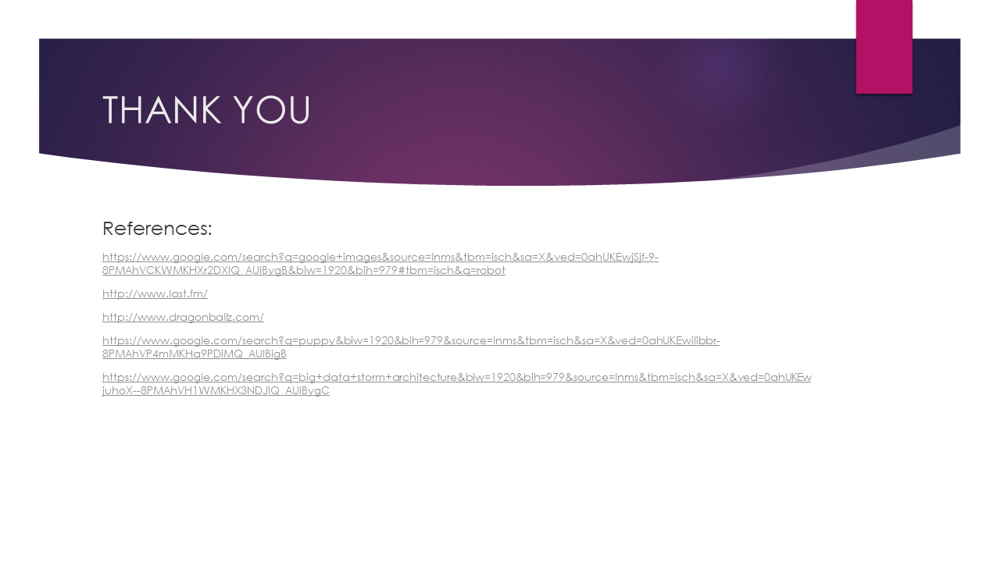 THANK YOU
References:
https://www.google.com/search?q=google+images&source=lnms&tbm=isch&sa=X&ved=0ahUKEwjSjf-9-
8PMAhVCKWMKHXr2DXIQ_AUIBygB&biw=1920&bih=979#tbm=isch&q=robot
http://www.last.fm/
http://www.dragonballz.com/
https://www.google.com/search?q=puppy&biw=1920&bih=979&source=lnms&tbm=isch&sa=X&ved=0ahUKEwiIibbr-
8PMAhVP4mMKHa9PDiMQ_AUIBigB
https://www.google.com/search?q=big+data+storm+architecture&biw=1920&bih=979&source=lnms&tbm=isch&sa=X&ved=0ahUKEw
juhoX--8PMAhVH1WMKHX3NDJIQ_AUIBygC